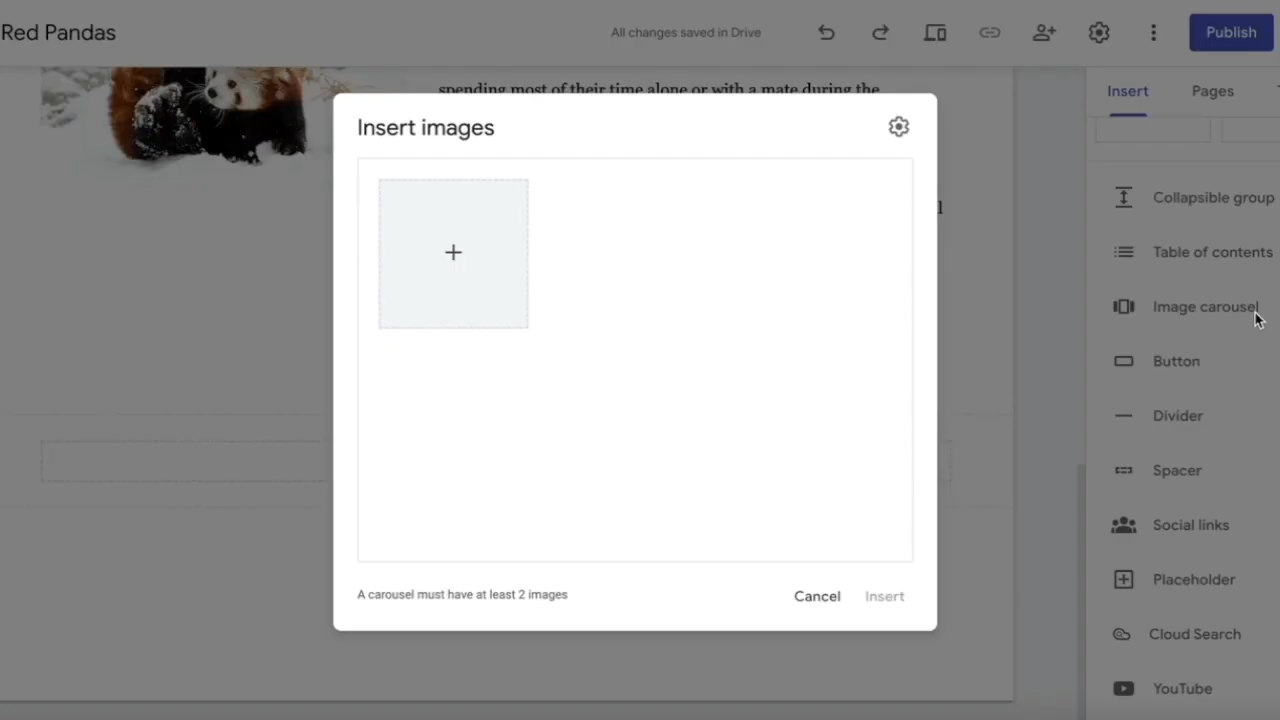 Red Pandas
All changes saved in Drive
Publish
spending most of their time alone or with a mate during the
Insert
Pages
Insert images
Collapsible group
Table of contents
Image carousel
Button
Divider
Spacer
Social links
Placeholder
Cloud Search
YouTube
A carousel must have at least 2 images
Cancel
Insert